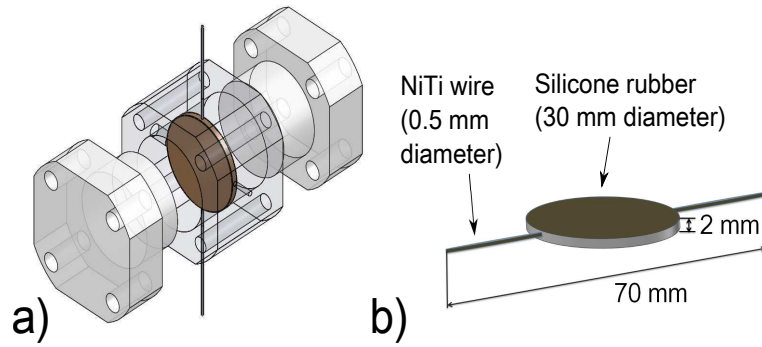 NiTi wire
(0.5 mm
diameter)
Silicone rubber
(30 mm diameter)
2 mm
70 mm
a)
b)